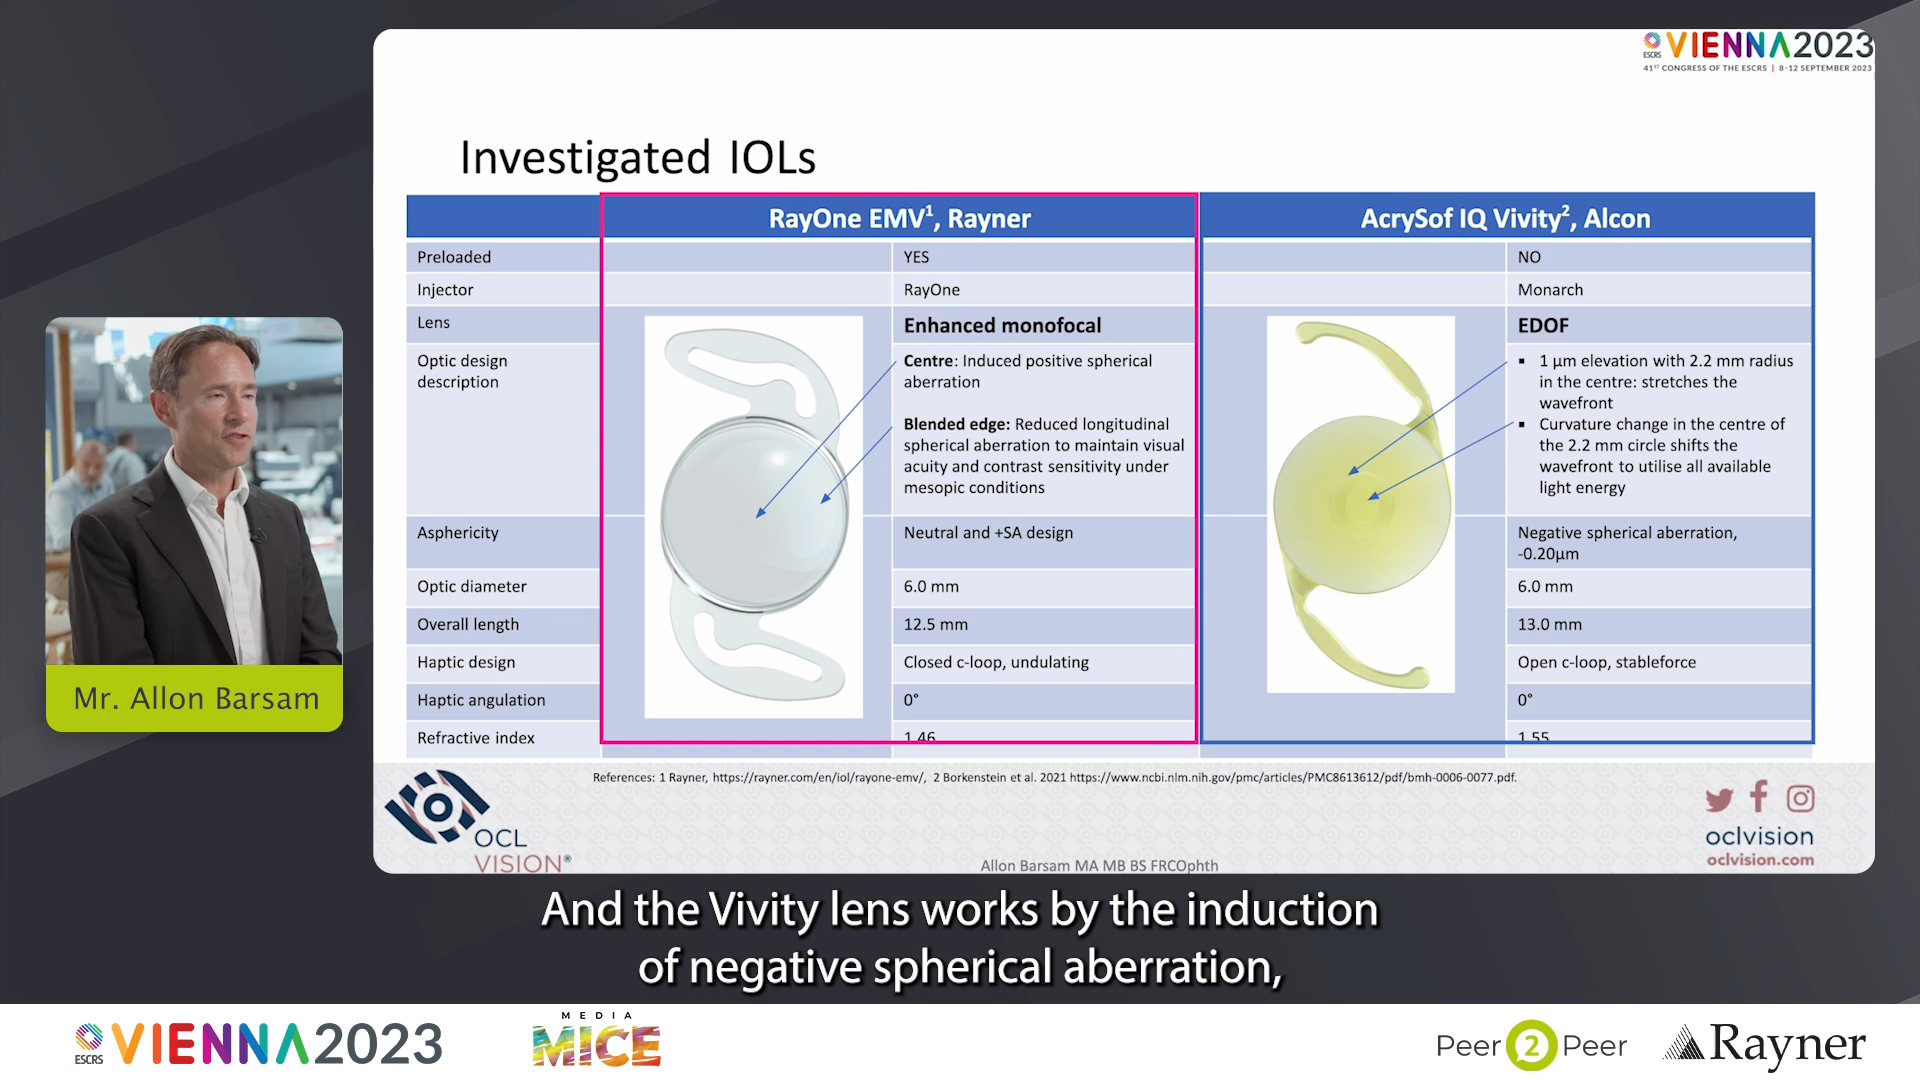 ESCRS VIENNA2023
41ST CONGRESS OF THE ESCRS | 8-12 SEPTEMBER 2023
Investigated IOLs
RayOne EMV1, Rayner
AcrySof IQ Vivity2, Alcon
Preloaded
YES
NO
Injector
RayOne
Monarch
Lens
Enhanced monofocal
EDOF
Optic design
description
Centre: Induced positive spherical
aberration
Blended edge: Reduced longitudinal
spherical aberration to maintain visual
acuity and contrast sensitivity under
mesopic conditions
▪ 1 µm elevation with 2.2 mm radius
in the centre: stretches the
wavefront
▪ Curvature change in the centre of
the 2.2 mm circle shifts the
wavefront to utilise all available
light energy
Asphericity
Neutral and +SA design
Negative spherical aberration,
-0.20µm
Optic diameter
6.0 mm
6.0 mm
Overall length
12.5 mm
13.0 mm
Haptic design
Closed c-loop, undulating
Open c-loop, stableforce
Haptic angulation
0°
0°
Refractive index
1.46
1.55
References: 1 Rayner, https://rayner.com/en/iol/rayone-emv/, 2 Borkenstein et al. 2021 https://www.ncbi.nlm.nih.gov/pmc/articles/PMC8613612/pdf/bmh-0006-0077.pdf.
OCL
VISION®
oclvision
oclvision.com
Allon Barsam MA MB BS FRCOphth
Mr. Allon Barsam
And the Vivity lens works by the induction
of negative spherical aberration,
ESCRS VIENNA2023
MEDIA
MICE
Peer 2 Peer
Rayner